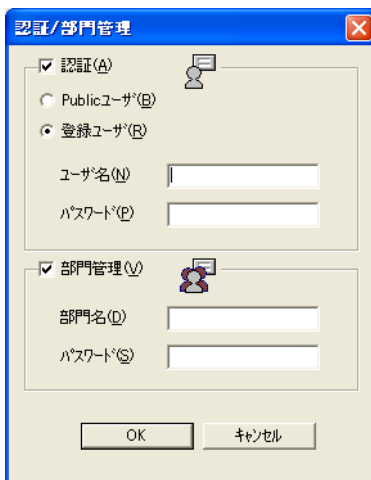 認証/部門管理
認証(A)
Publicﾕｰｻﾞ(B)
登録ﾕｰｻﾞ(R)
ﾕｰｻﾞ名(N)
ﾊﾟｽﾜｰﾄﾞ(P)
部門管理(V)
部門名(D)
ﾊﾟｽﾜｰﾄﾞ(S)
OK ｷｬﾝｾﾙ